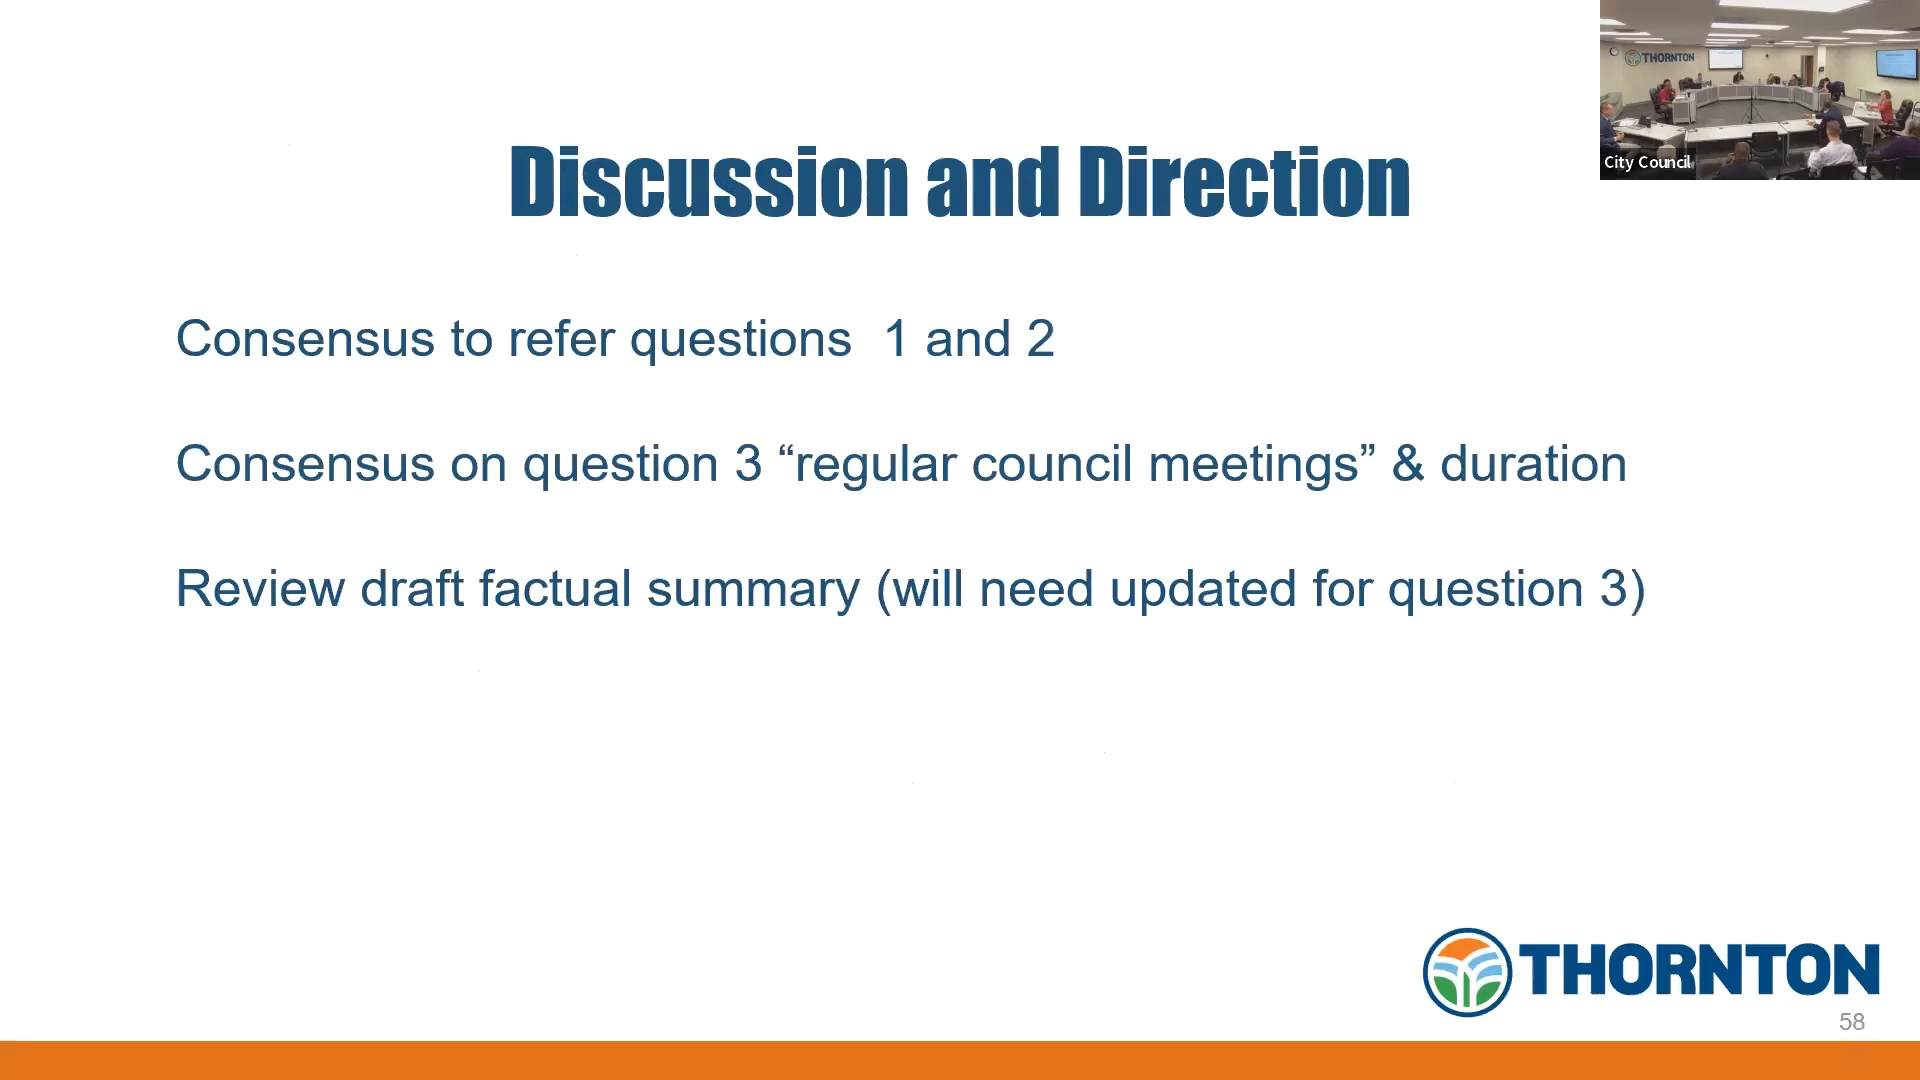 THORNTON
City Council
Discussion and Direction
Consensus to refer questions  1 and 2
Consensus on question 3 “regular council meetings” & duration
Review draft factual summary (will need updated for question 3)
THORNTON
58